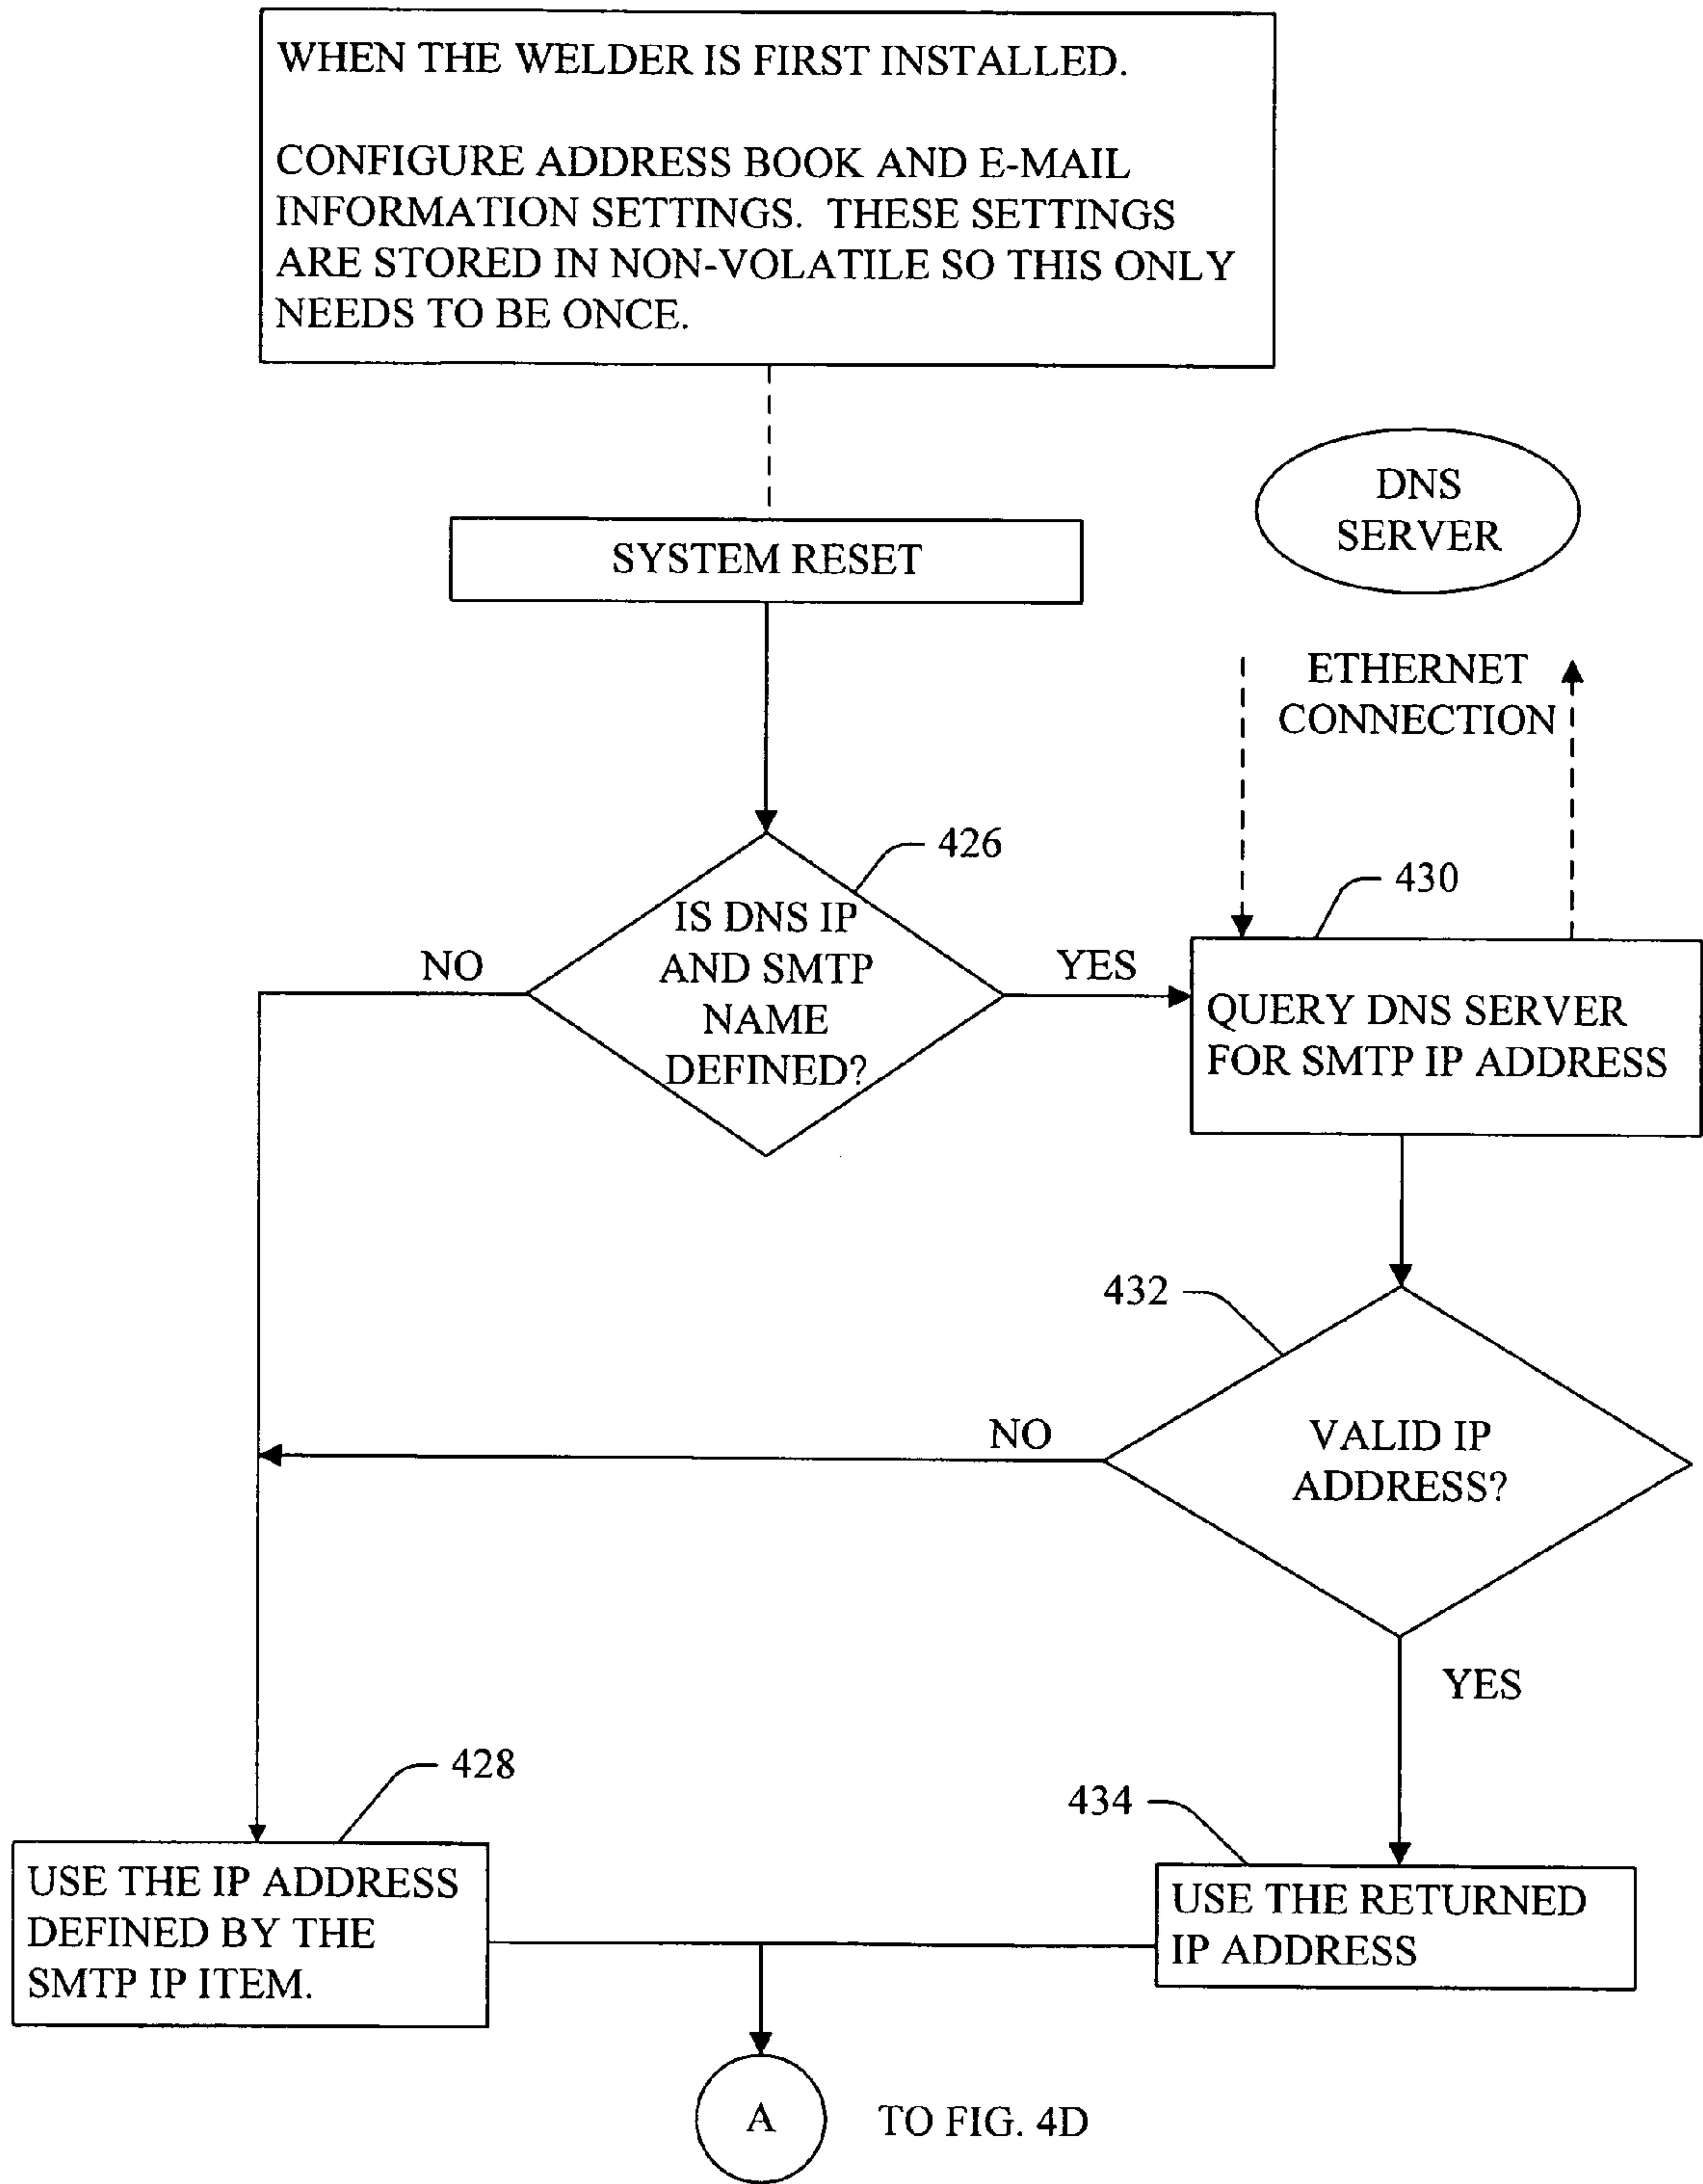 WHEN THE WELDER IS FIRST INSTALLED.
CONFIGURE ADDRESS BOOK AND E-MAIL
INFORMATION SETTINGS. THESE SETTINGS
ARE STORED IN NON-VOLATILE SO THIS ONLY
NEEDS TO BE ONCE.
DNS
SERVER
SYSTEM RESET
ETHERNET
CONNECTION
426
IS DNS IP
AND SMTP
NAME
DEFINED?
NO
YES
430
QUERY DNS SERVER
FOR SMTP IP ADDRESS
432
VALID IP
ADDRESS?
NO
YES
428
USE THE IP ADDRESS
DEFINED BY THE
SMTP IP ITEM.
434
USE THE RETURNED
IP ADDRESS
A
TO FIG. 4D